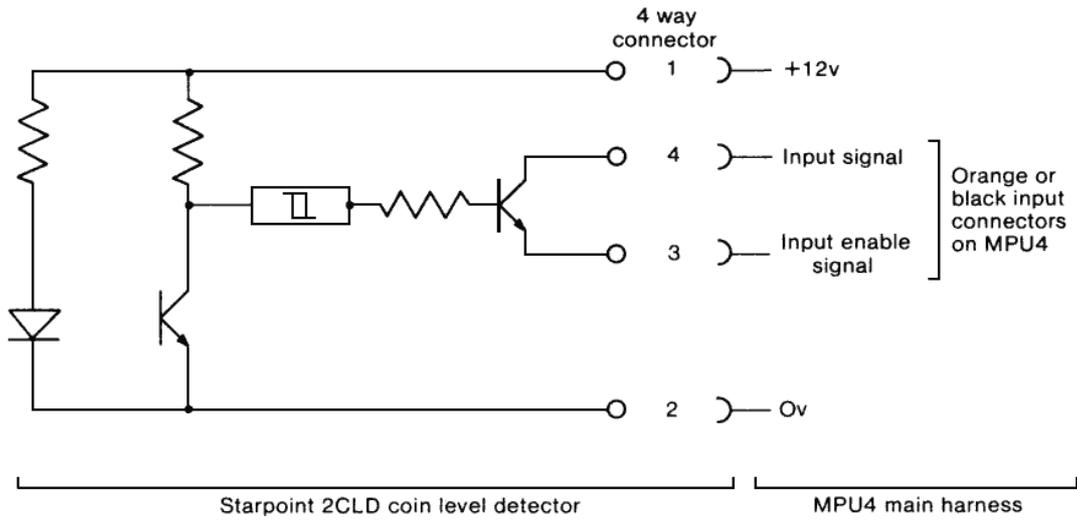 4 way
connector
1 +12v
4 Input signal
Orange or
black input
connectors
on MPU4
3 Input enable
signal
2 Ov
Starpoint 2CLD coin level detector
MPU4 main harness